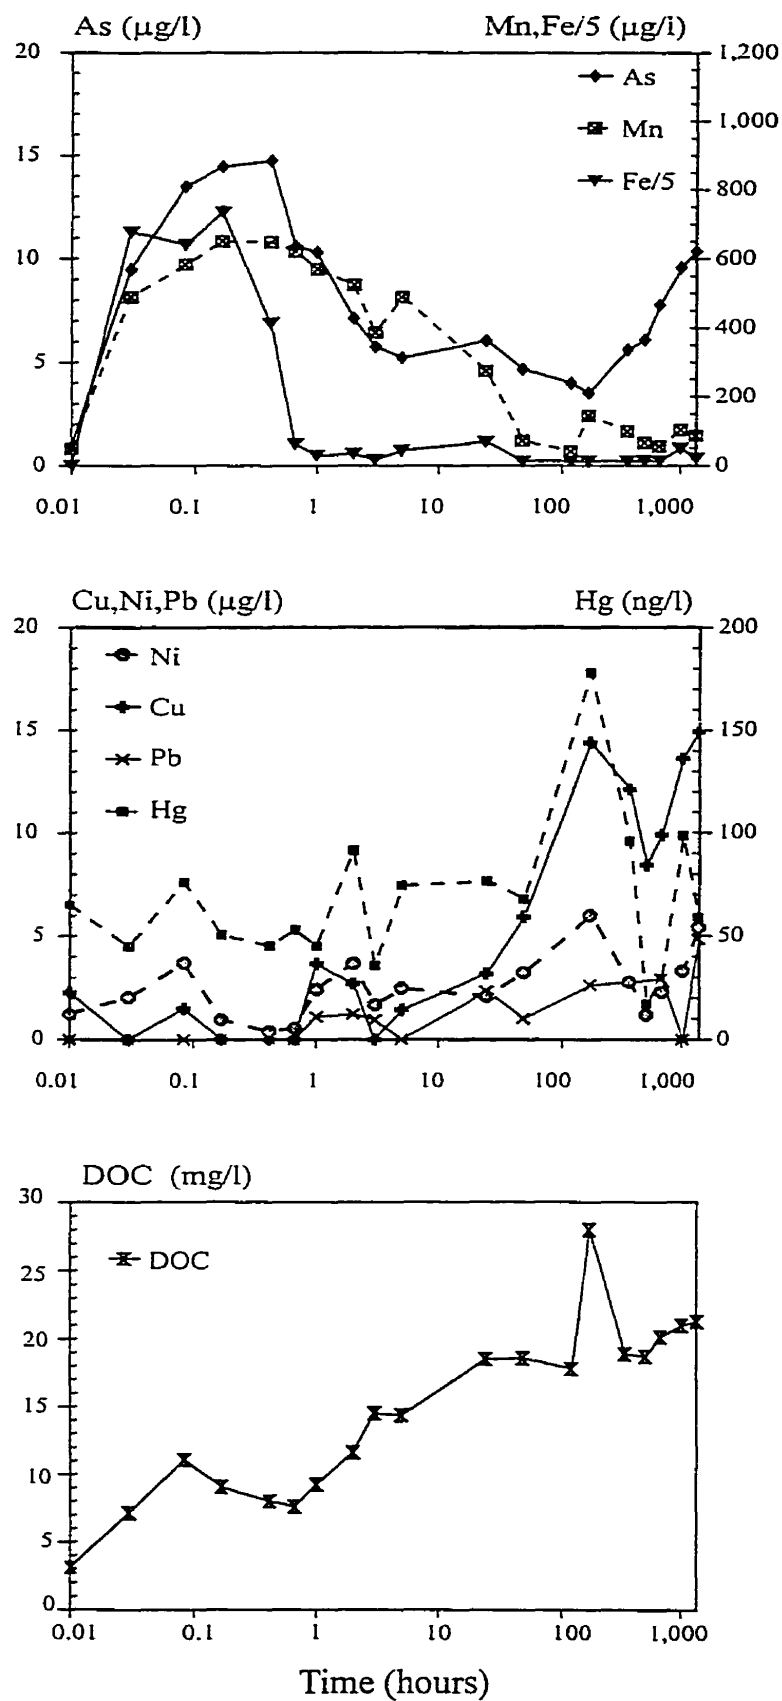 As (µg/l) Mn,Fe/5 (µg/i)
20 1,200
As
1,000
Mn
15
800
Fe/5
10 600
400
5
200
0 0
0.01 0.1 1 10 100 1,000
Cu,Ni,Pb (µg/l) Hg (ng/l)
20 200
Ni
Cu
15 150
Pb
Hg
10 100
5 50
0 0
0.01 0.1 1 10 100 1,000
DOC (mg/l)
30
DOC
25
20
15
10
5
0
0.01 0.1 1 10 100 1,000
Time (hours)